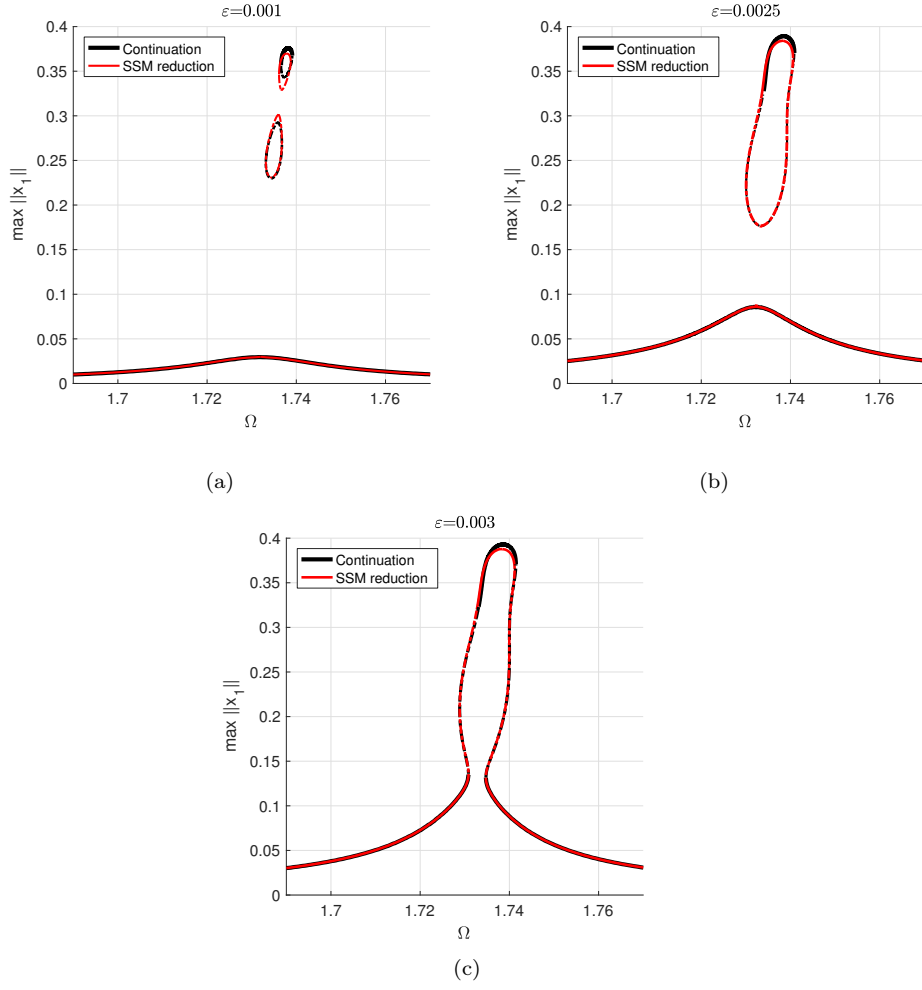 ε=0.001
0.4
0.35
0.3
0.25
0.2
0.15
0.1
0.05
0
max ||x_1||
Continuation
SSM reduction
1.7
1.72
1.74
1.76
Ω
(a)
ε=0.0025
0.4
0.35
0.3
0.25
0.2
0.15
0.1
0.05
0
max ||x_1||
Continuation
SSM reduction
1.7
1.72
1.74
1.76
Ω
(b)
ε=0.003
0.4
0.35
0.3
0.25
0.2
0.15
0.1
0.05
0
max ||x_1||
Continuation
SSM reduction
1.7
1.72
1.74
1.76
Ω
(c)